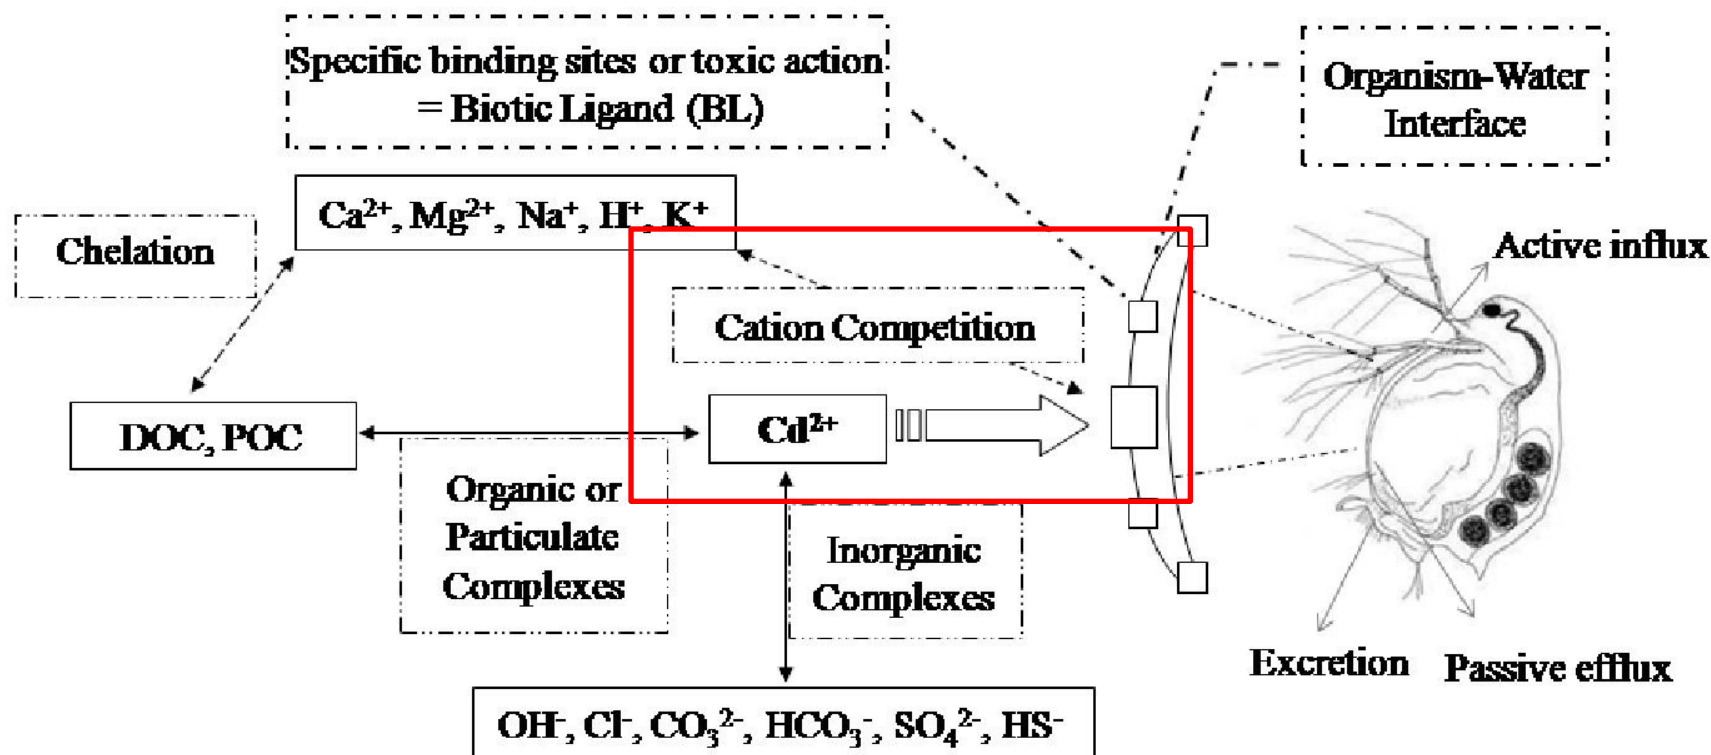 Specific binding sites or toxic action
= Biotic Ligand (BL)
Organism-Water
Interface
Ca²⁺, Mg²⁺, Na⁺, H⁺, K⁺
Chelation
Active influx
Cation Competition
DOC, POC
Cd²⁺
Organic or
Particulate
Complexes
Inorganic
Complexes
Excretion
Passive efflux
OH⁻, Cl⁻, CO₃²⁻, HCO₃⁻, SO₄²⁻, HS⁻